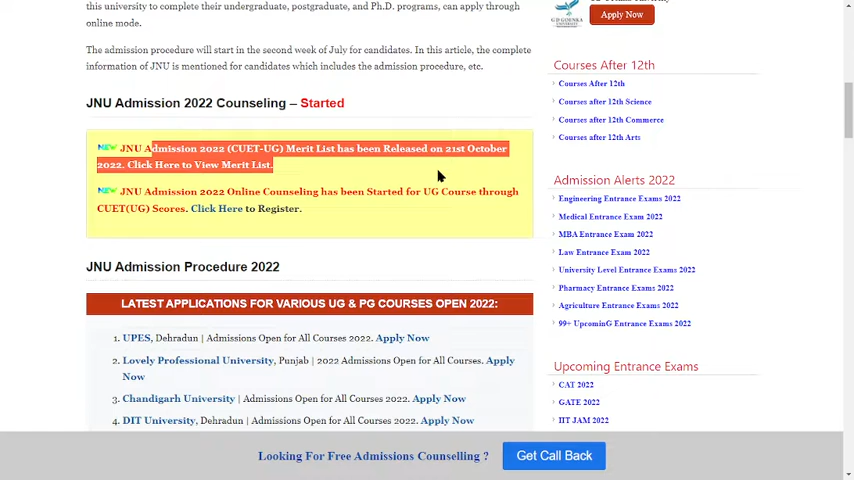 this university to complete their undergraduate, postgraduate, and Ph.D. programs, can apply through
online mode.
The admission procedure will start in the second week of July for candidates. In this article, the complete
information of JNU is mentioned for candidates which includes the admission procedure, etc.
JNU Admission 2022 Counseling – Started
NEW JNU Admission 2022 (CUET-UG) Merit List has been Released on 21st October
2022. Click Here to View Merit List.
NEW JNU Admission 2022 Online Counseling has been Started for UG Course through
CUET(UG) Scores. Click Here to Register.
JNU Admission Procedure 2022
LATEST APPLICATIONS FOR VARIOUS UG & PG COURSES OPEN 2022:
1. UPES, Dehradun | Admissions Open for All Courses 2022. Apply Now
2. Lovely Professional University, Punjab | 2022 Admissions Open for All Courses. Apply
Now
3. Chandigarh University | Admissions Open for All Courses 2022. Apply Now
4. DIT University, Dehradun | Admissions Open for All Courses 2022. Apply Now
G D GOENKA
UNIVERSITY
Apply Now
Courses After 12th
Courses After 12th
Courses after 12th Science
Courses after 12th Commerce
Courses after 12th Arts
Admission Alerts 2022
Engineering Entrance Exams 2022
Medical Entrance Exam 2022
MBA Entrance Exam 2022
Law Entrance Exam 2022
University Level Entrance Exams 2022
Pharmacy Entrance Exams 2022
Agriculture Entrance Exams 2022
99+ UpcominG Entrance Exams 2022
Upcoming Entrance Exams
CAT 2022
GATE 2022
IIT JAM 2022
Looking For Free Admissions Counselling ?
Get Call Back